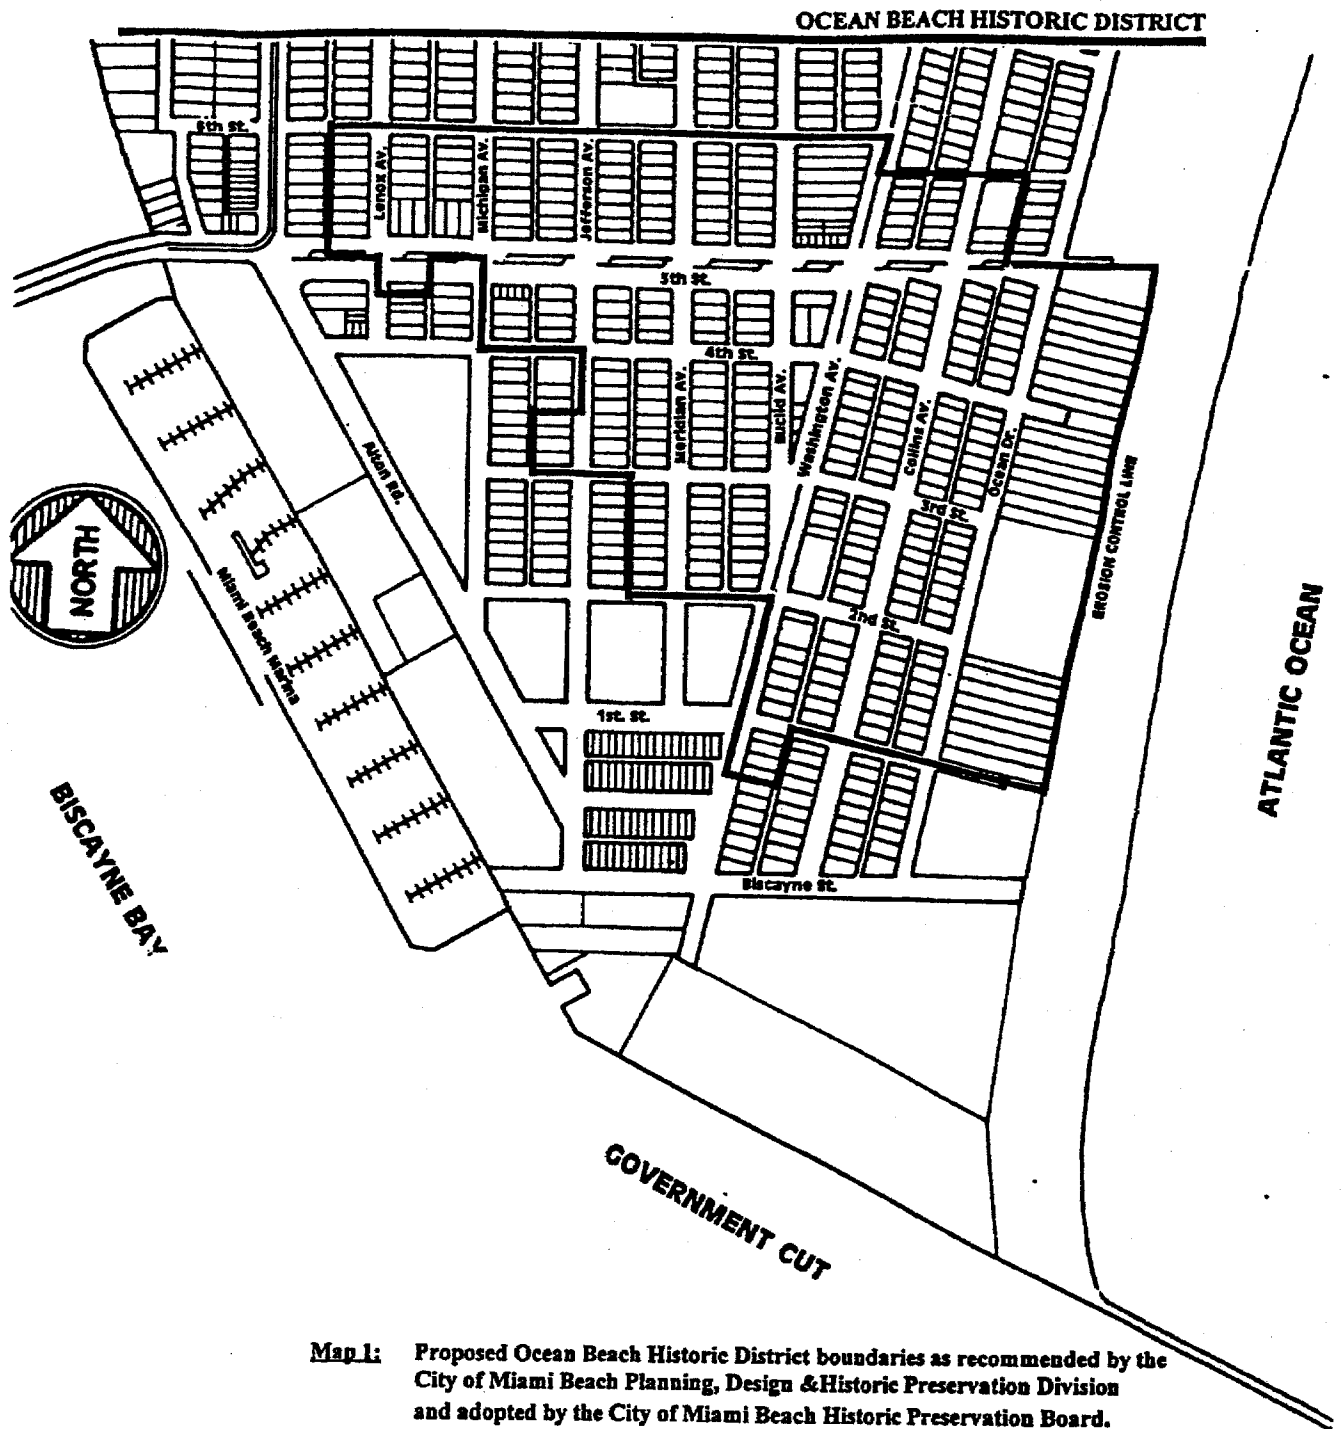 OCEAN BEACH HISTORIC DISTRICT
6th St.
Lenox Av.
Michigan Av.
Jefferson Av.
5th St.
4th St.
Meridian Av.
Euclid Av.
Washington Av.
Collins Av.
Ocean Dr.
3rd St.
EROSION CONTROL LINE
Alton Rd.
NORTH
Miami Beach Marina
2nd St.
1st. St.
ATLANTIC OCEAN
BISCAYNE BAY
Biscayne St.
GOVERNMENT CUT
Map 1: Proposed Ocean Beach Historic District boundaries as recommended by the
City of Miami Beach Planning, Design &Historic Preservation Division
and adopted by the City of Miami Beach Historic Preservation Board.